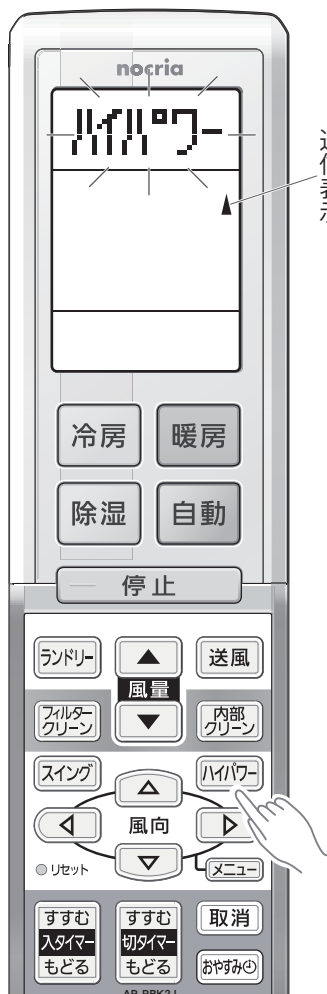 nocria
ハイパワー
冷房
暖房
除湿
自動
停止
ランドリー
風量
送風
フィルター
クリーン
内部
クリーン
スイング
ハイパワー
風向
リセット
メニュー
すすむ
入タイマー
もどる
すすむ
切タイマー
もどる
取消
おやすみ